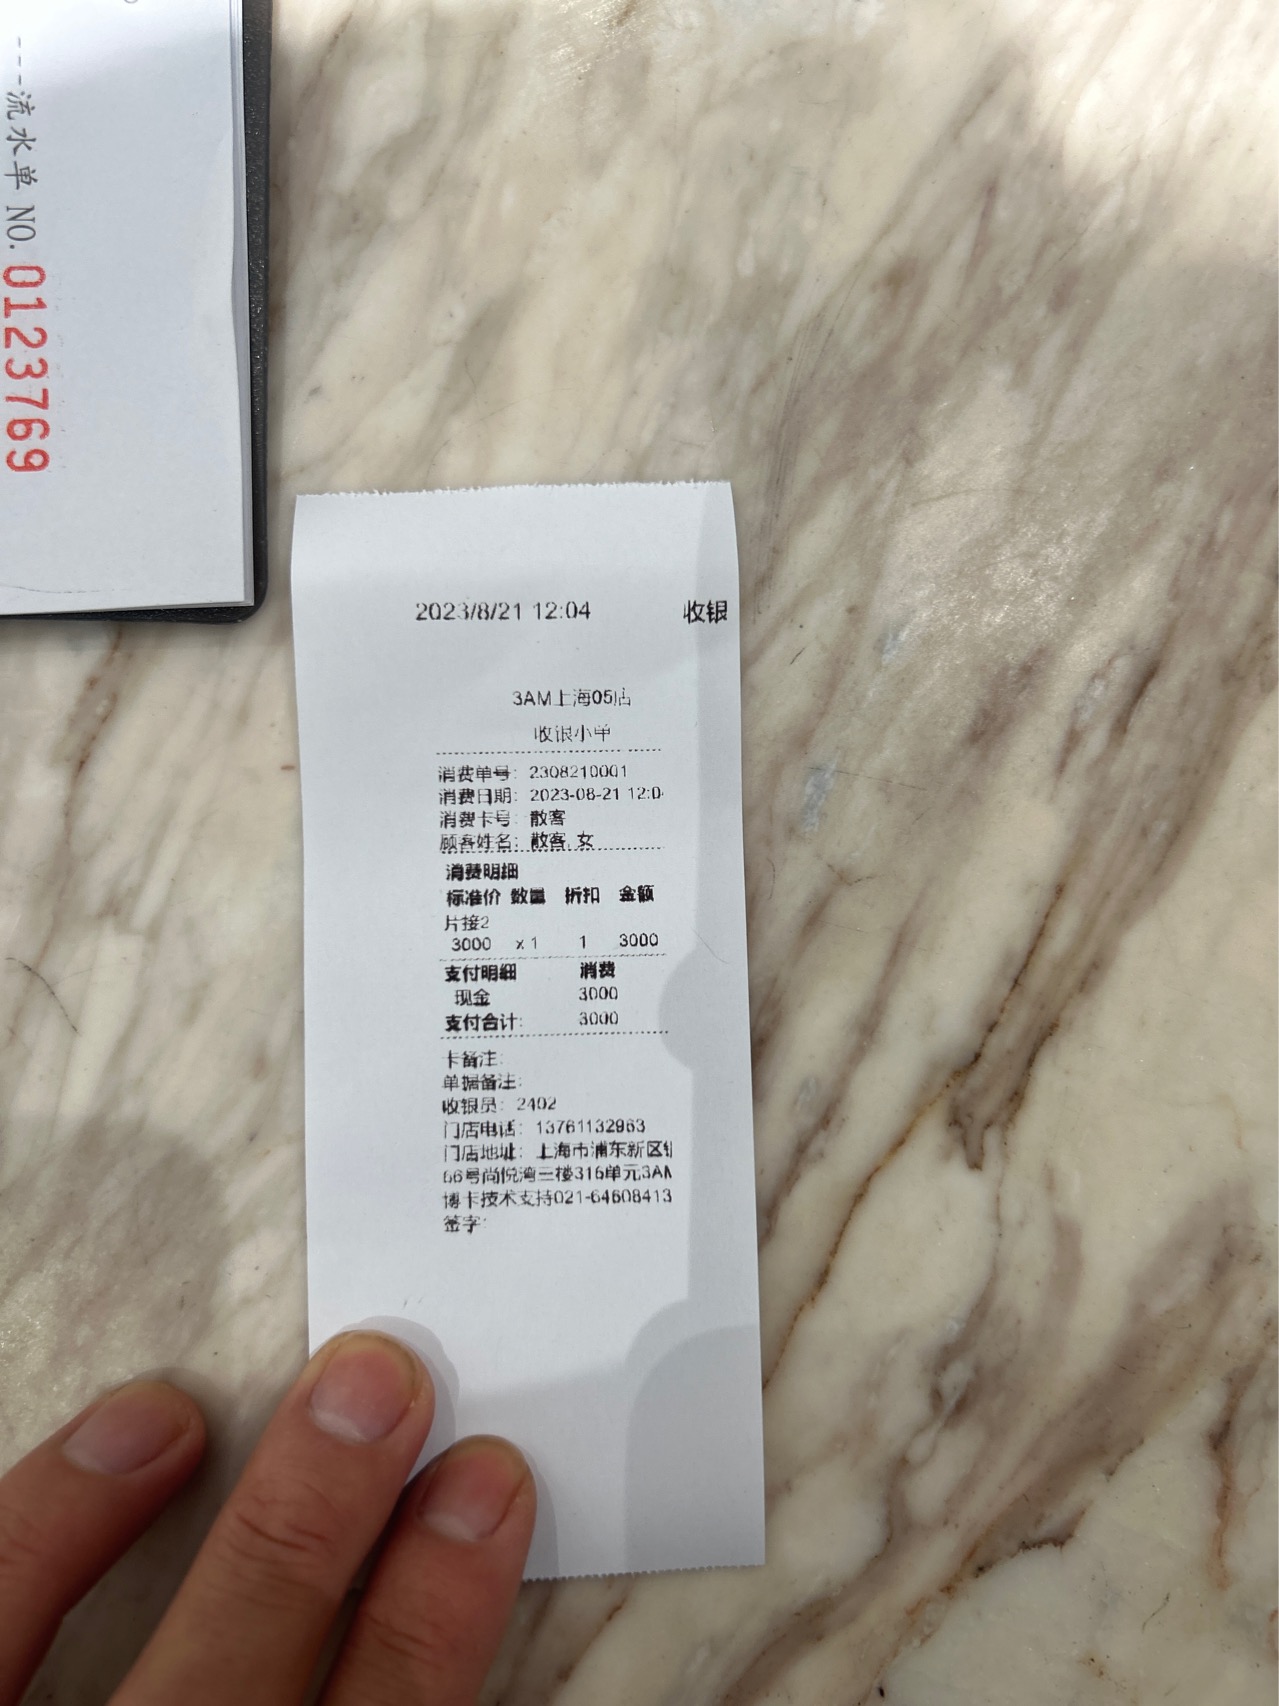 ---流水单 NO. 0123769
2023/8/21 12:04 收银
3AM上海05店
收银小单
消费单号: 2308210001
消费日期: 2023-08-21 12:0
消费卡号: 散客
顾客姓名: 散客,女
消费明细
标准价 数量 折扣 金额
片接2
3000 x 1 1 3000
支付明细 消费
现金 3000
支付合计: 3000
卡备注:
单据备注:
收银员: 2402
门店电话: 13761132963
门店地址: 上海市浦东新区
66号尚悦湾三楼316单元3AM
博卡技术支持021-64608413
签字: